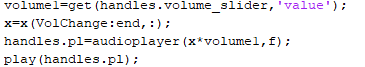 volume1=get(handles.volume_slider,'value');
x=x(VolChange:end,:);
handles.pl=audioplayer(x*volume1,f);
play(handles.pl);